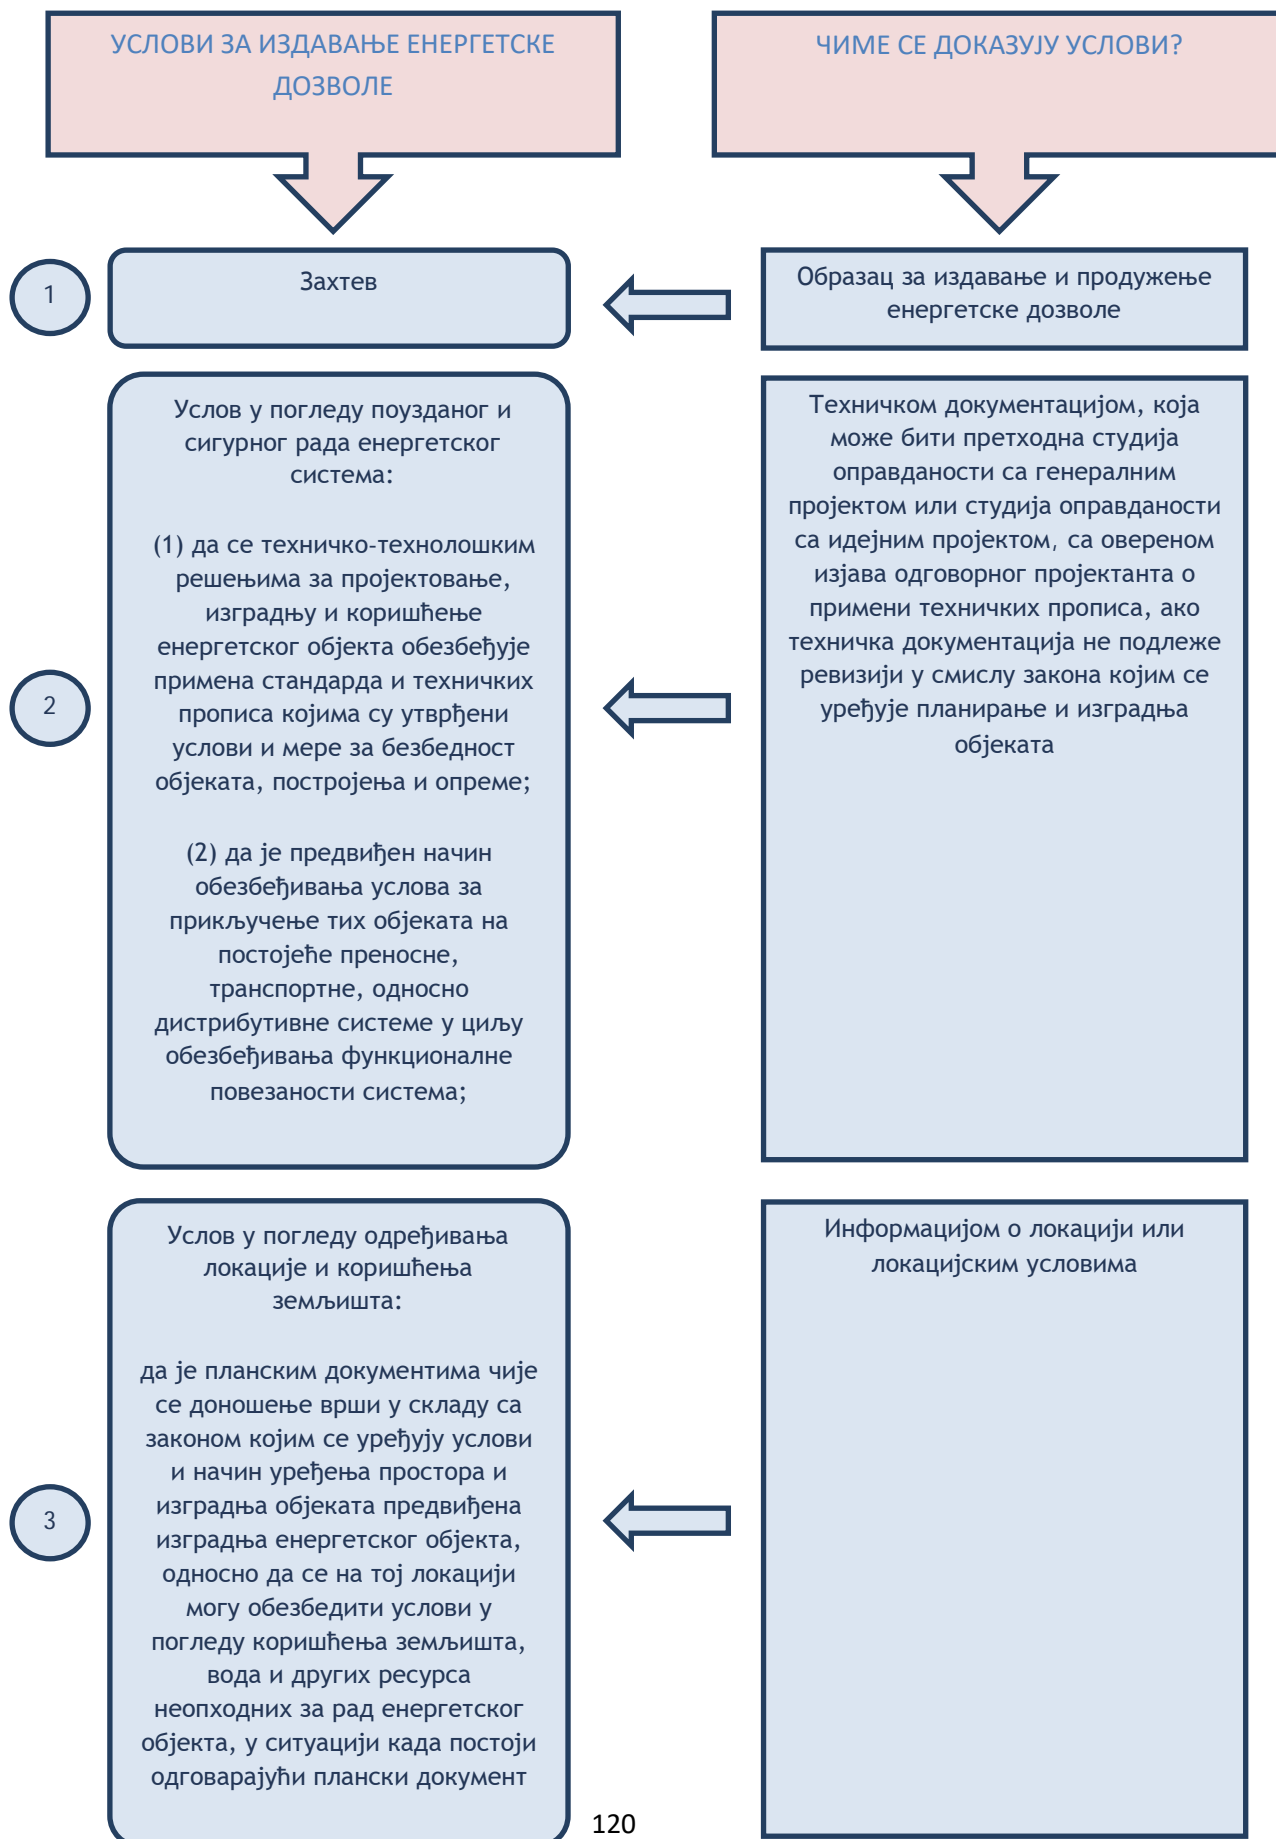 УСЛОВИ ЗА ИЗДАВАЊЕ ЕНЕРГЕТСКЕ
ДОЗВОЛЕ
ЧИМЕ СЕ ДОКАЗУЈУ УСЛОВИ?
1
Захтев
Образац за издавање и продужење
енергетске дозволе
2
Услов у погледу поузданог и
сигурног рада енергетског
система:
(1) да се техничко-технолошким
решењима за пројектовање,
изградњу и коришћење
енергетског објекта обезбеђује
примена стандарда и техничких
прописа којима су утврђени
услови и мере за безбедност
објеката, постројења и опреме;
(2) да је предвиђен начин
обезбеђивања услова за
прикључење тих објеката на
постојеће преносне,
транспортне, односно
дистрибутивне системе у циљу
обезбеђивања функционалне
повезаности система;
Техничком документацијом, која
може бити претходна студија
оправданости са генералним
пројектом или студија оправданости
са идејним пројектом, са овереном
изјава одговорног пројектанта о
примени техничких прописа, ако
техничка документација не подлеже
ревизији у смислу закона којим се
уређује планирање и изградња
објеката
3
Услов у погледу одређивања
локације и коришћења
земљишта:
да је планским документима чије
се доношење врши у складу са
законом којим се уређују услови
и начин уређења простора и
изградња објеката предвиђена
изградња енергетског објекта,
односно да се на тој локацији
могу обезбедити услови у
погледу коришћења земљишта,
вода и других ресурса
неопходних за рад енергетског
објекта, у ситуацији када постоји
одговарајући плански документ
Информацијом о локацији или
локацијским условима
120